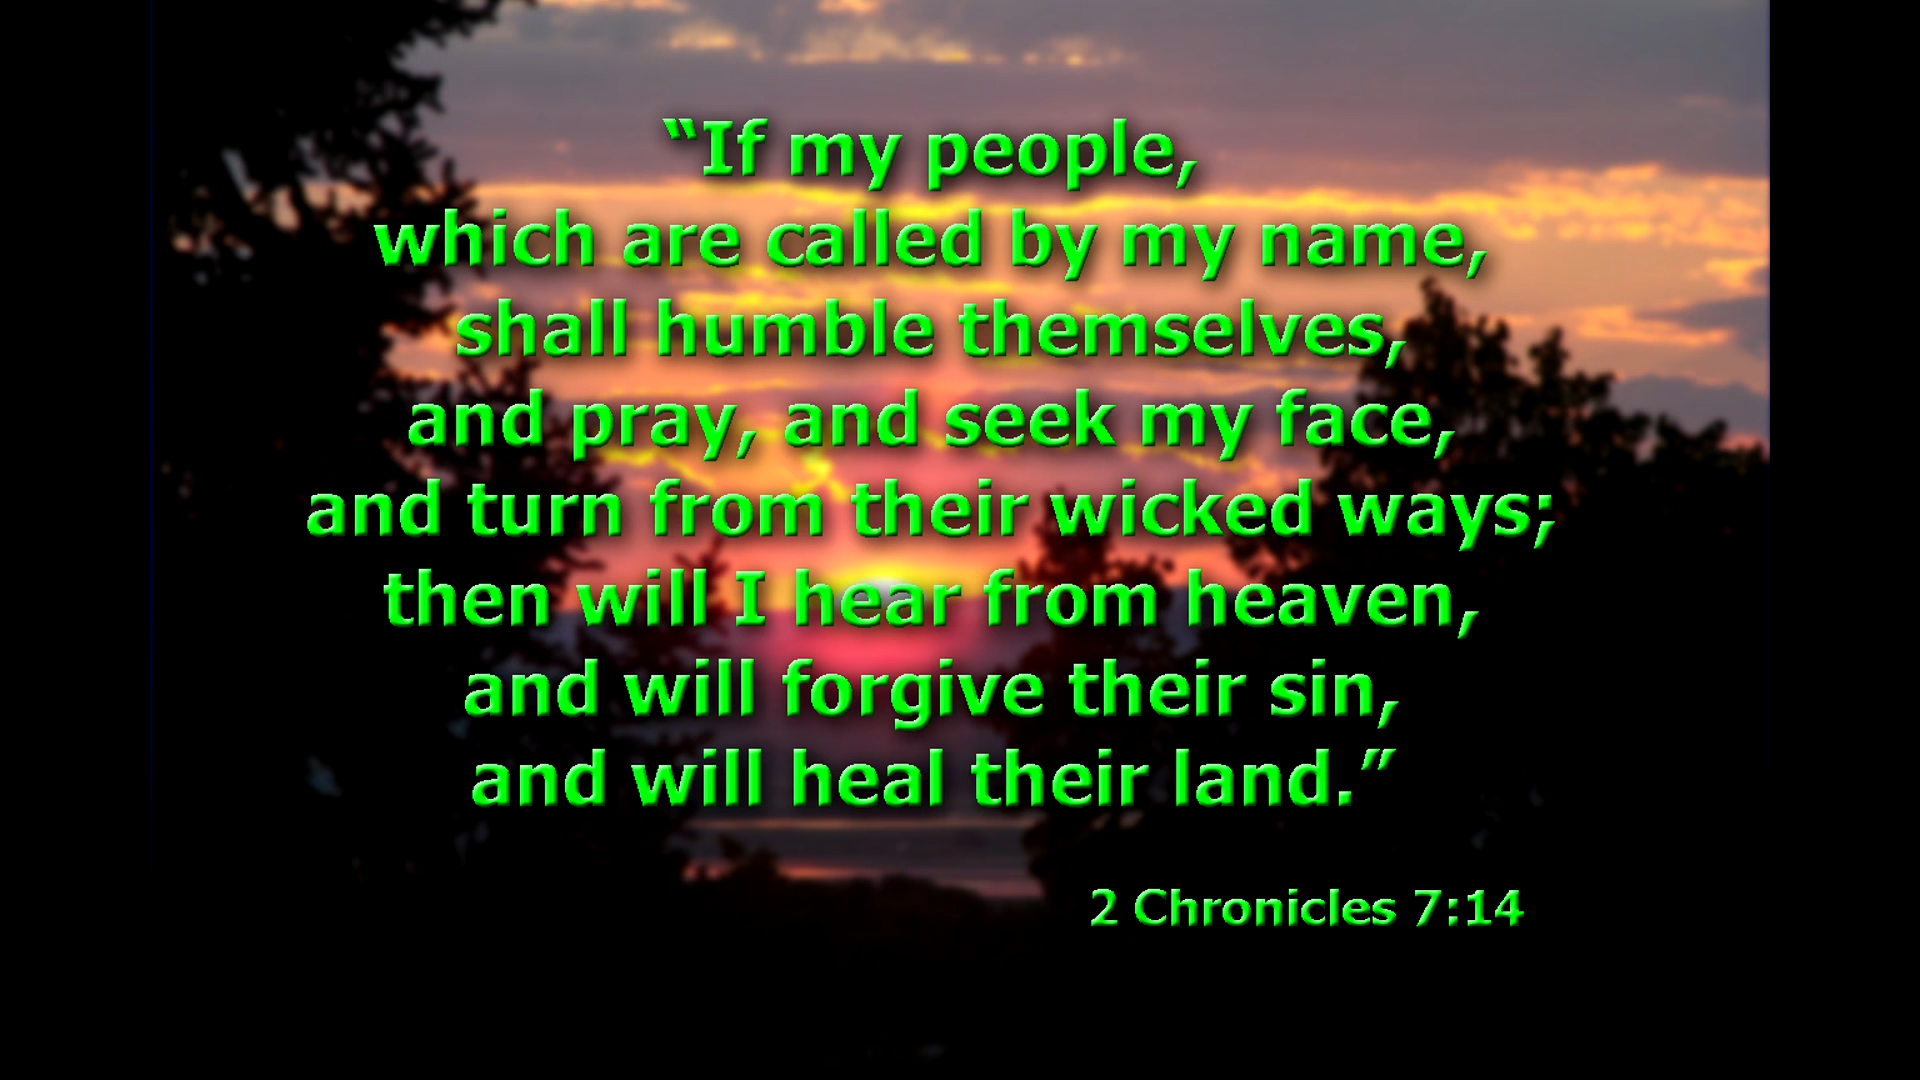 “If my people,
which are called by my name,
shall humble themselves,
and pray, and seek my face,
and turn from their wicked ways;
then will I hear from heaven,
and will forgive their sin,
and will heal their land.”
2 Chronicles 7:14